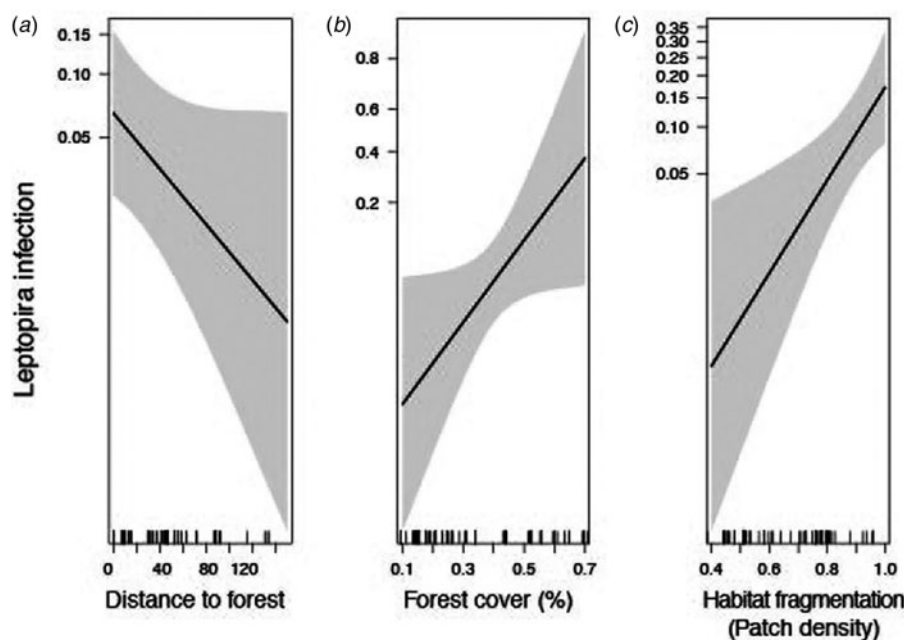 (a)
0.15
0.10
0.05
Leptopira infection
0 40 80 120
Distance to forest
(b)
0.8
0.6
0.4
0.2
0.1 0.3 0.5 0.7
Forest cover (%)
(c)
0.35
0.30
0.25
0.20
0.15
0.10
0.05
0.4 0.6 0.8 1.0
Habitat fragmentation
(Patch density)